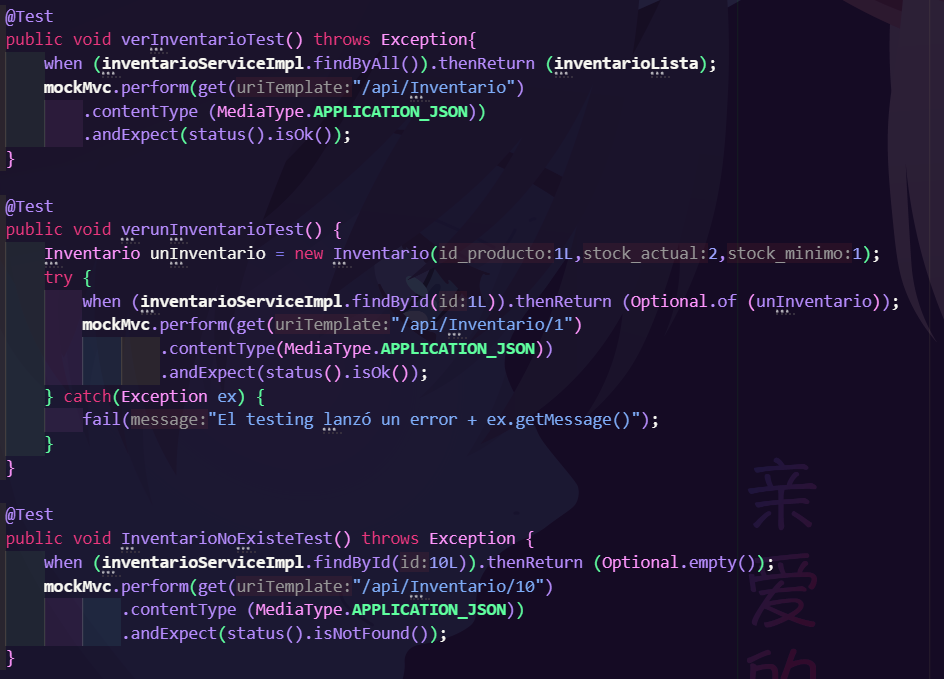 @Test
public void verInventarioTest() throws Exception{
when (inventarioServiceImpl.findByAll()).thenReturn (inventarioLista);
mockMvc.perform(get(uriTemplate:"/api/Inventario")
.contentType (MediaType.APPLICATION_JSON))
.andExpect(status().isOk());
}
@Test
public void verunInventarioTest() {
Inventario unInventario = new Inventario(id_producto:1L,stock_actual:2,stock_minimo:1);
try {
when (inventarioServiceImpl.findById(id:1L)).thenReturn (Optional.of (unInventario));
mockMvc.perform(get(uriTemplate:"/api/Inventario/1")
.contentType(MediaType.APPLICATION_JSON))
.andExpect(status().isOk());
} catch(Exception ex) {
fail(message:"El testing lanzó un error + ex.getMessage()");
}
}
@Test
public void InventarioNoExisteTest() throws Exception {
when (inventarioServiceImpl.findById(id:10L)).thenReturn (Optional.empty());
mockMvc.perform(get(uriTemplate:"/api/Inventario/10")
.contentType (MediaType.APPLICATION_JSON))
.andExpect(status().isNotFound());
}
亲爱的